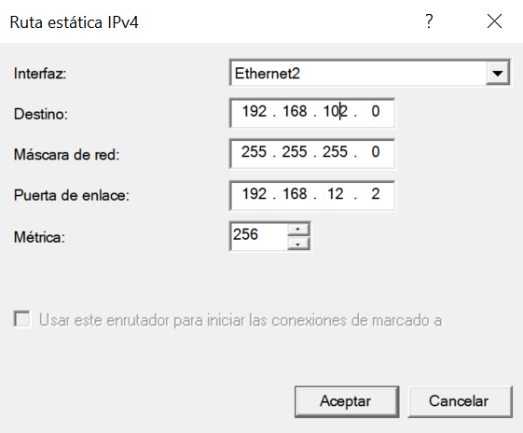 Ruta estática IPv4 ?
Interfaz: Ethernet2
Destino: 192 . 168 . 102 . 0
Máscara de red: 255 . 255 . 255 . 0
Puerta de enlace: 192 . 168 . 12 . 2
Métrica: 256
Usar este enrutador para iniciar las conexiones de marcado a
Aceptar Cancelar